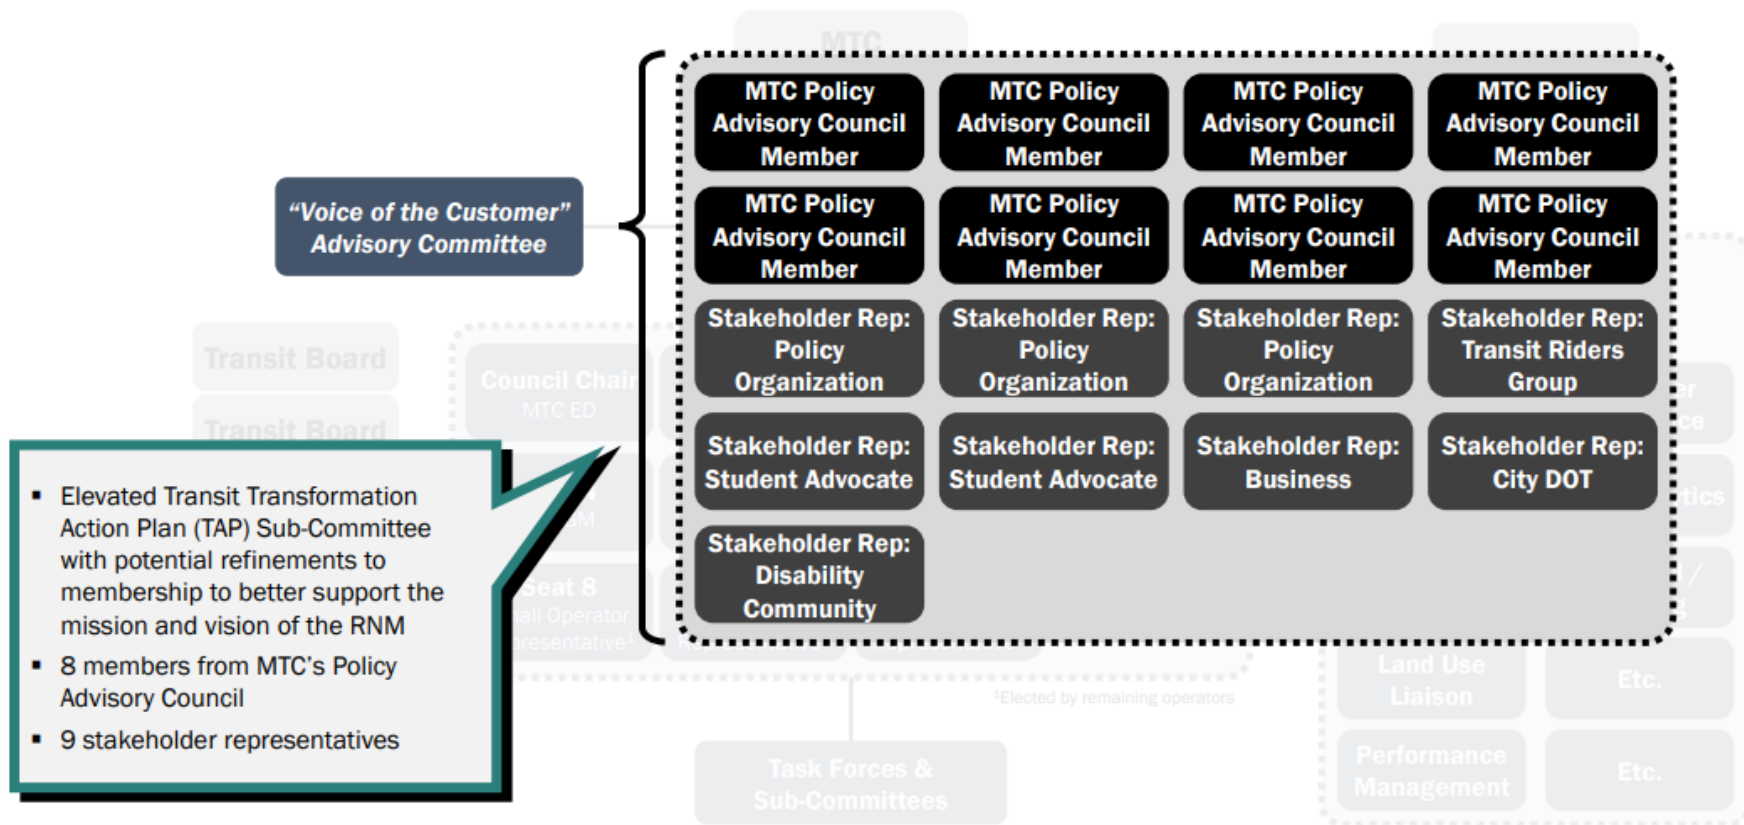 MTC
MTC Policy
Advisory Council
Member
MTC Policy
Advisory Council
Member
MTC Policy
Advisory Council
Member
MTC Policy
Advisory Council
Member
“Voice of the Customer”
Advisory Committee
MTC Policy
Advisory Council
Member
MTC Policy
Advisory Council
Member
MTC Policy
Advisory Council
Member
MTC Policy
Advisory Council
Member
Stakeholder Rep:
Policy
Organization
Stakeholder Rep:
Policy
Organization
Stakeholder Rep:
Policy
Organization
Stakeholder Rep:
Transit Riders
Group
Stakeholder Rep:
Student Advocate
Stakeholder Rep:
Student Advocate
Stakeholder Rep:
Business
Stakeholder Rep:
City DOT
Stakeholder Rep:
Disability
Community
Transit Board
Transit Board
Council Chair
MTC ED
Seat 8
Operator
▪ Elevated Transit Transformation
Action Plan (TAP) Sub-Committee
with potential refinements to
membership to better support the
mission and vision of the RNM
▪ 8 members from MTC’s Policy
Advisory Council
▪ 9 stakeholder representatives
¹Elected by remaining operators
Task Forces &
Sub-Committees
Land Use
Liaison
Etc.
Performance
Management
Etc.